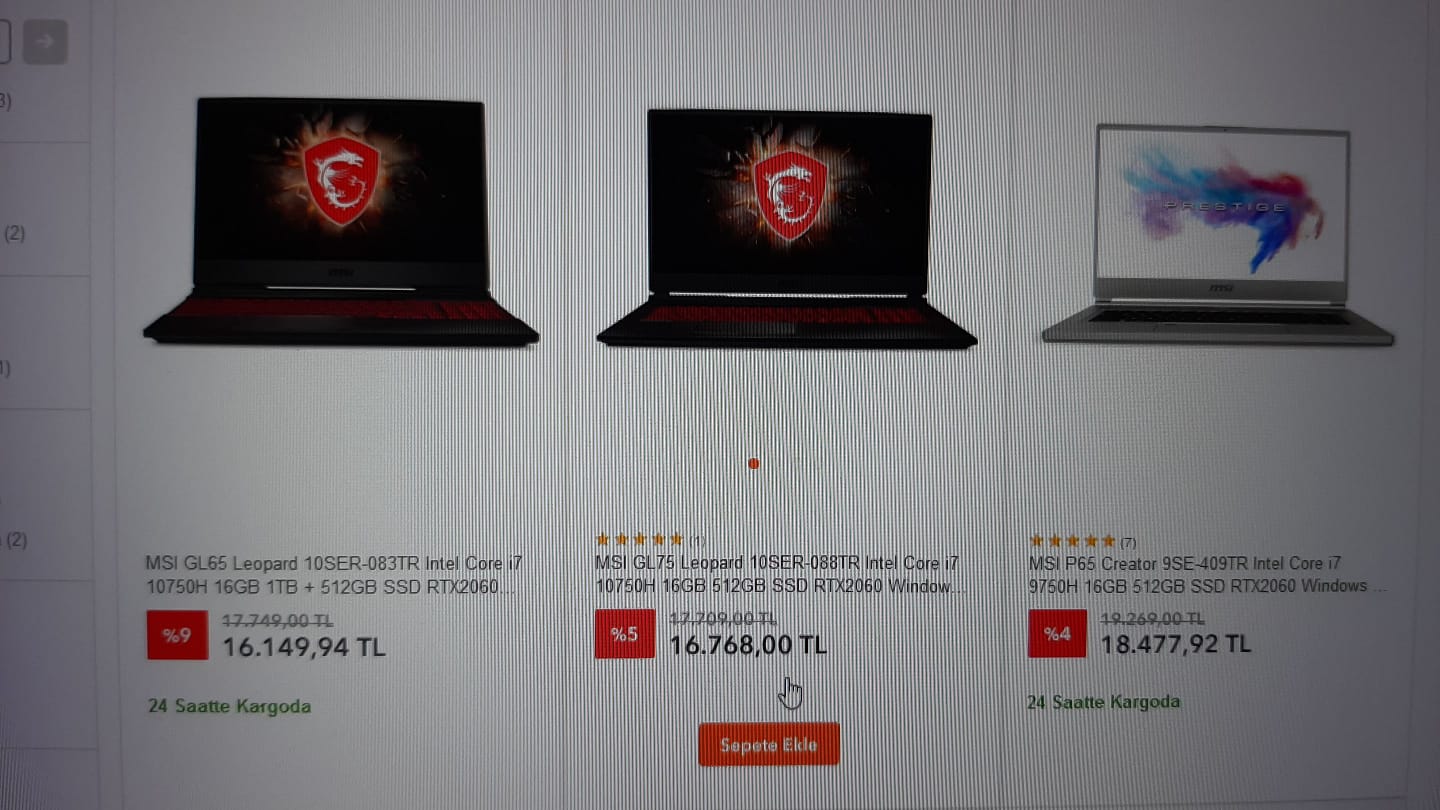 3)
(2)
1)
(2)
msi
msi
PRESTIGE
msi
MSI GL65 Leopard 10SER-083TR Intel Core i7
10750H 16GB 1TB + 512GB SSD RTX2060...
%9
17.749,00 TL
16.149,94 TL
24 Saatte Kargoda
(1)
MSI GL75 Leopard 10SER-088TR Intel Core i7
10750H 16GB 512GB SSD RTX2060 Window...
%5
17.709,00 TL
16.768,00 TL
Sepete Ekle
(7)
MSI P65 Creator 9SE-409TR Intel Core i7
9750H 16GB 512GB SSD RTX2060 Windows ...
%4
19.269,00 TL
18.477,92 TL
24 Saatte Kargoda